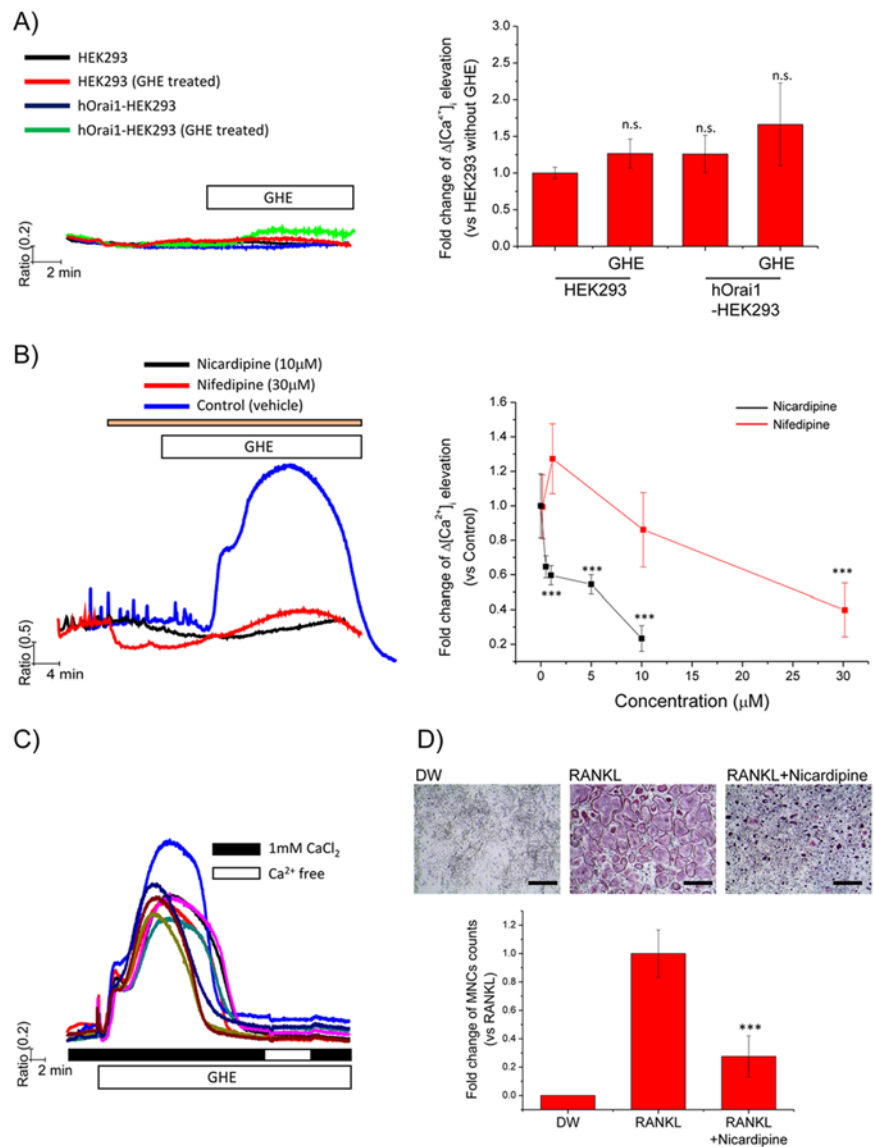 A)
HEK293
HEK293 (GHE treated)
hOrai1-HEK293
hOrai1-HEK293 (GHE treated)
GHE
Ratio (0.2)
2 min
Fold change of Δ[Ca²⁺]i elevation
(vs HEK293 without GHE)
3.0
2.5
2.0
1.5
1.0
0.5
0.0
n.s.
n.s.
n.s.
GHE
GHE
HEK293
hOrai1
-HEK293
B)
Nicardipine (10μM)
Nifedipine (30μM)
Control (vehicle)
GHE
Ratio (0.5)
4 min
Fold change of Δ[Ca²⁺]i elevation
(vs Control)
1.6
1.4
1.2
1.0
0.8
0.6
0.4
0.2
Nicardipine
Nifedipine
***
***
***
***
0
5
10
15
20
25
30
Concentration (μM)
C)
1mM CaCl₂
Ca²⁺ free
Ratio (0.2)
2 min
GHE
D)
DW
RANKL
RANKL+Nicardipine
Fold change of MNCs counts
(vs RANKL)
1.2
1.0
0.8
0.6
0.4
0.2
0.0
***
DW
RANKL
RANKL
+Nicardipine